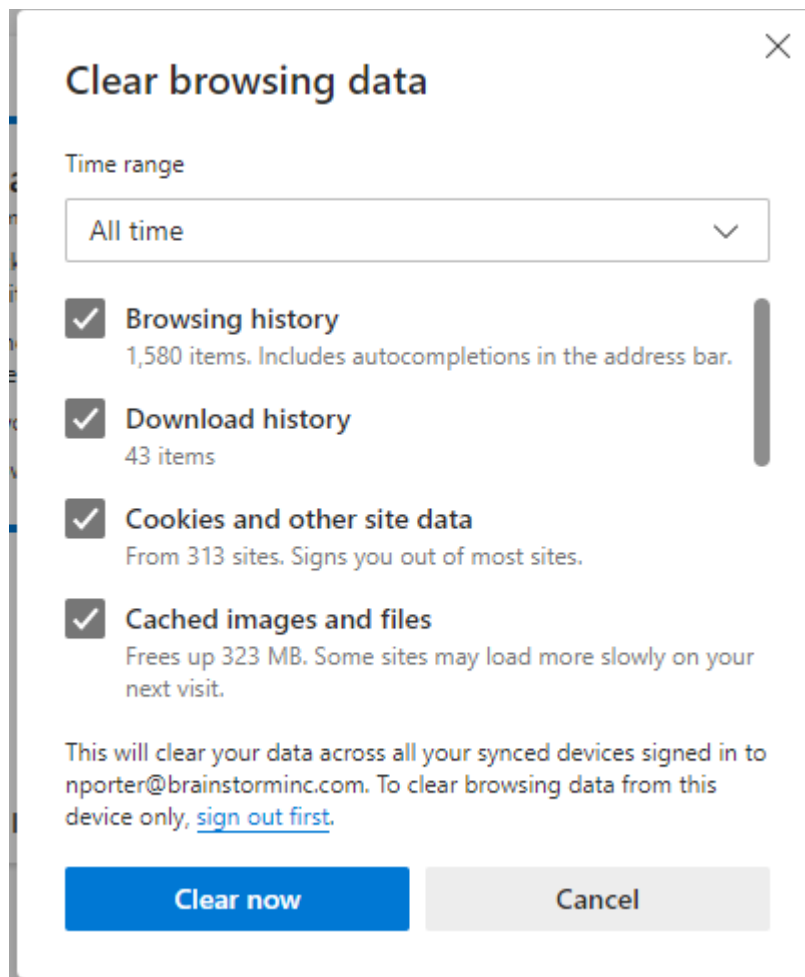 Clear browsing data
Time range
All time
Browsing history
1,580 items. Includes autocompletions in the address bar.
Download history
43 items
Cookies and other site data
From 313 sites. Signs you out of most sites.
Cached images and files
Frees up 323 MB. Some sites may load more slowly on your
next visit.
This will clear your data across all your synced devices signed in to
nporter@brainstorminc.com. To clear browsing data from this
device only, sign out first.
Clear now
Cancel